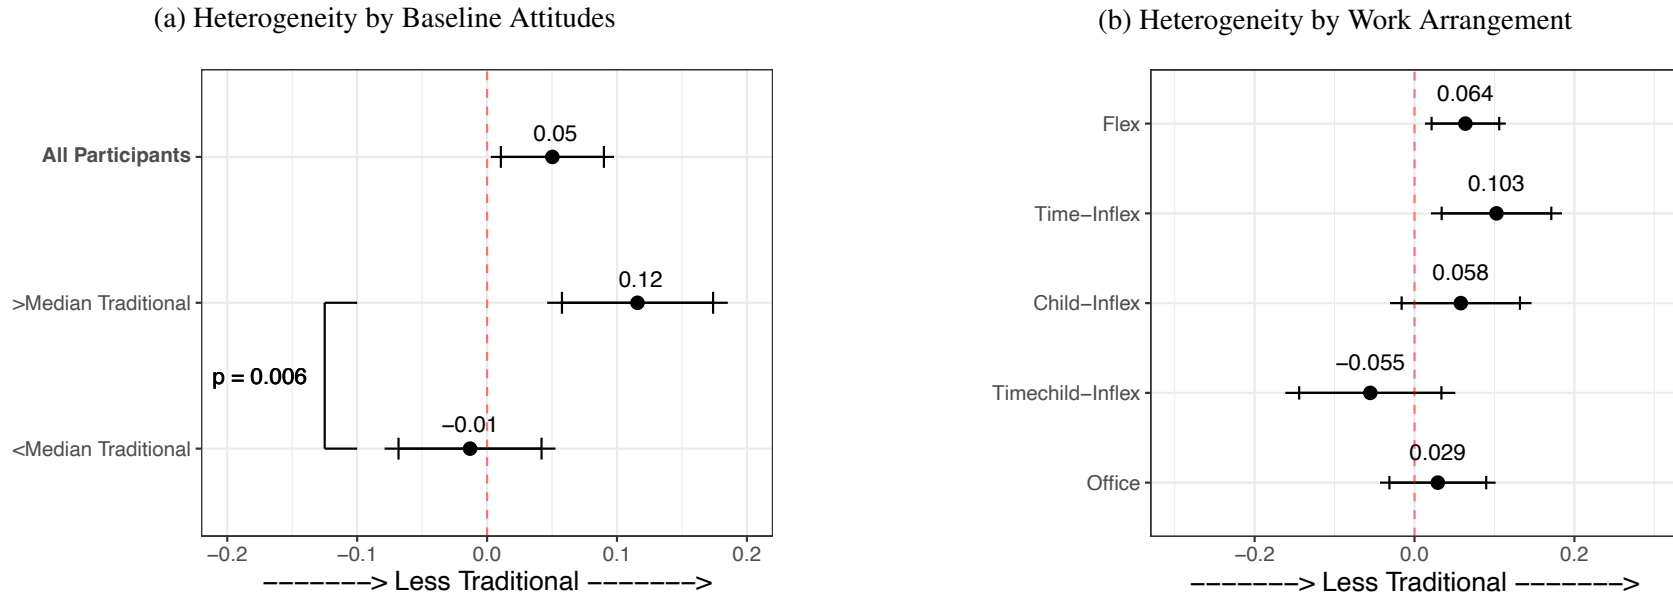 (a) Heterogeneity by Baseline Attitudes
All Participants
0.05
>Median Traditional
0.12
p = 0.006
<Median Traditional
−0.01
−0.2 −0.1 0.0 0.1 0.2
−−−−−−−> Less Traditional −−−−−−−>
(b) Heterogeneity by Work Arrangement
Flex
0.064
Time−Inflex
0.103
Child−Inflex
0.058
Timechild−Inflex
−0.055
Office
0.029
−0.2 0.0 0.2
−−−−−−−> Less Traditional −−−−−−−>